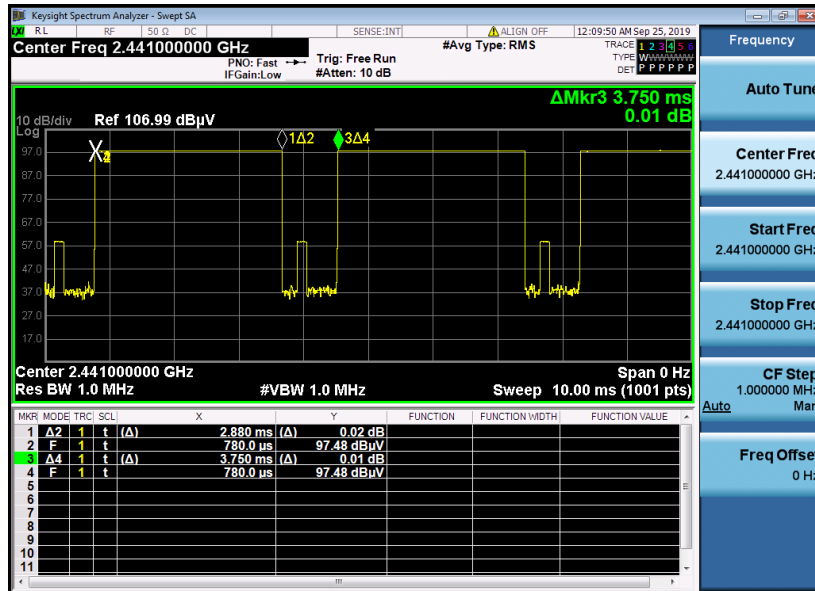 Keysight Spectrum Analyzer - Swept SA
RL RF 50 Ω DC SENSE:INT ALIGN OFF 12:09:50 AM Sep 25, 2019
Center Freq 2.441000000 GHz #Avg Type: RMS TRACE 1 2 3 4 5 6
PNO: Fast Trig: Free Run TYPE W
IFGain:Low #Atten: 10 dB DET P P P P P P
ΔMkr3 3.750 ms
0.01 dB
10 dB/div Ref 106.99 dBµV
Log
97.0
87.0
77.0
67.0
57.0
47.0
37.0
27.0
17.0
1Δ2
3Δ4
Center 2.441000000 GHz Span 0 Hz
Res BW 1.0 MHz #VBW 1.0 MHz Sweep 10.00 ms (1001 pts)
MKR MODE TRC SCL X Y FUNCTION FUNCTION WIDTH FUNCTION VALUE
1 Δ2 1 t (Δ) 2.880 ms (Δ) 0.02 dB
2 F 1 t 780.0 µs 97.48 dBµV
3 Δ4 1 t (Δ) 3.750 ms (Δ) 0.01 dB
4 F 1 t 780.0 µs 97.48 dBµV
5
6
7
8
9
10
11
Frequency
Auto Tune
Center Freq
2.441000000 GHz
Start Freq
2.441000000 GHz
Stop Freq
2.441000000 GHz
CF Step
1.000000 MHz
Auto Man
Freq Offset
0 Hz